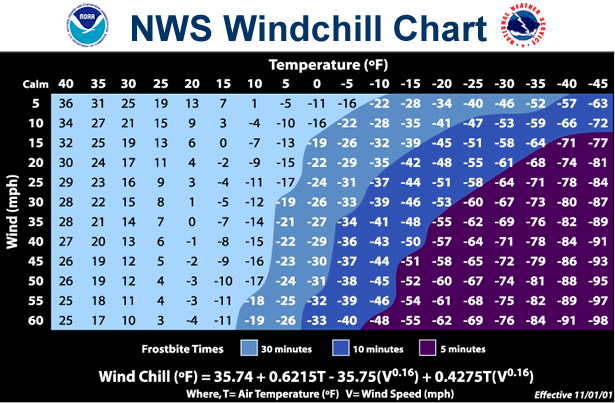 NOAA
NWS Windchill Chart
NATIONAL WEATHER SERVICE
Temperature (ºF)
Calm 40 35 30 25 20 15 10 5 0 -5 -10 -15 -20 -25 -30 -35 -40 -45
Wind (mph)
5 36 31 25 19 13 7 1 -5 -11 -16 -22 -28 -34 -40 -46 -52 -57 -63
10 34 27 21 15 9 3 -4 -10 -16 -22 -28 -35 -41 -47 -53 -59 -66 -72
15 32 25 19 13 6 0 -7 -13 -19 -26 -32 -39 -45 -51 -58 -64 -71 -77
20 30 24 17 11 4 -2 -9 -15 -22 -29 -35 -42 -48 -55 -61 -68 -74 -81
25 29 23 16 9 3 -4 -11 -17 -24 -31 -37 -44 -51 -58 -64 -71 -78 -84
30 28 22 15 8 1 -5 -12 -19 -26 -33 -39 -46 -53 -60 -67 -73 -80 -87
35 28 21 14 7 0 -7 -14 -21 -27 -34 -41 -48 -55 -62 -69 -76 -82 -89
40 27 20 13 6 -1 -8 -15 -22 -29 -36 -43 -50 -57 -64 -71 -78 -84 -91
45 26 19 12 5 -2 -9 -16 -23 -30 -37 -44 -51 -58 -65 -72 -79 -86 -93
50 26 19 12 4 -3 -10 -17 -24 -31 -38 -45 -52 -60 -67 -74 -81 -88 -95
55 25 18 11 4 -3 -11 -18 -25 -32 -39 -46 -54 -61 -68 -75 -82 -89 -97
60 25 17 10 3 -4 -11 -19 -26 -33 -40 -48 -55 -62 -69 -76 -84 -91 -98
Frostbite Times 30 minutes 10 minutes 5 minutes
Wind Chill (ºF) = 35.74 + 0.6215T - 35.75(V0.16) + 0.4275T(V0.16)
Where, T= Air Temperature (ºF) V= Wind Speed (mph)
Effective 11/01/01